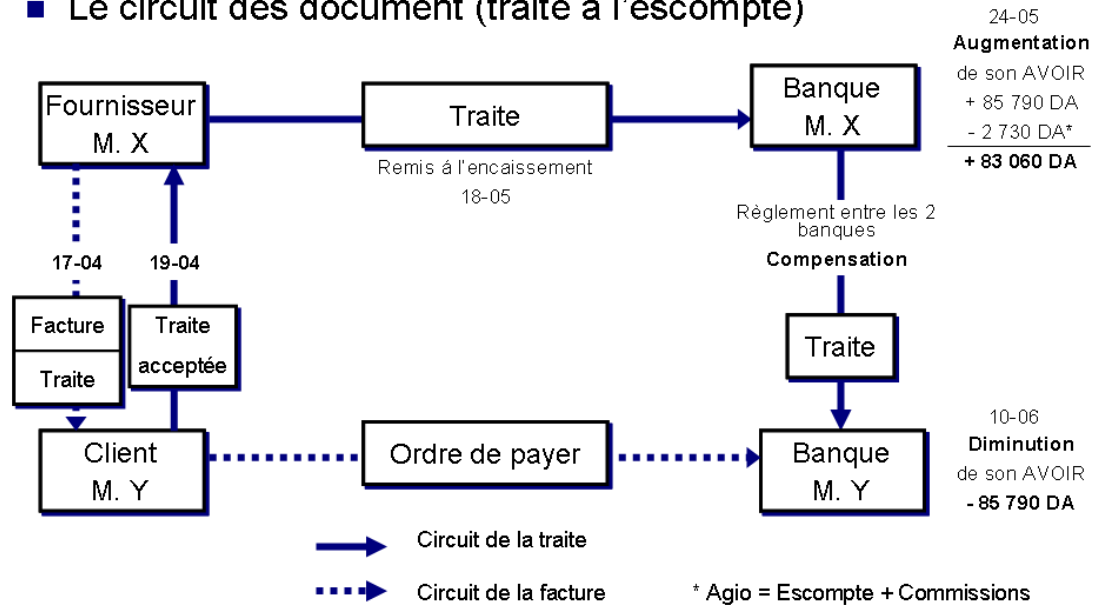 Le circuit des document (traite à l'escompte)
24-05
Augmentation
de son AVOIR
+ 85 790 DA
- 2 730 DA*
+ 83 060 DA
Fournisseur
M. X
Traite
Banque
M. X
Remis á l'encaissement
18-05
Règlement entre les 2
banques
Compensation
17-04
19-04
Facture
Traite
Traite
acceptée
Traite
Client
M. Y
Ordre de payer
Banque
M. Y
10-06
Diminution
de son AVOIR
- 85 790 DA
Circuit de la traite
Circuit de la facture
* Agio = Escompte + Commissions